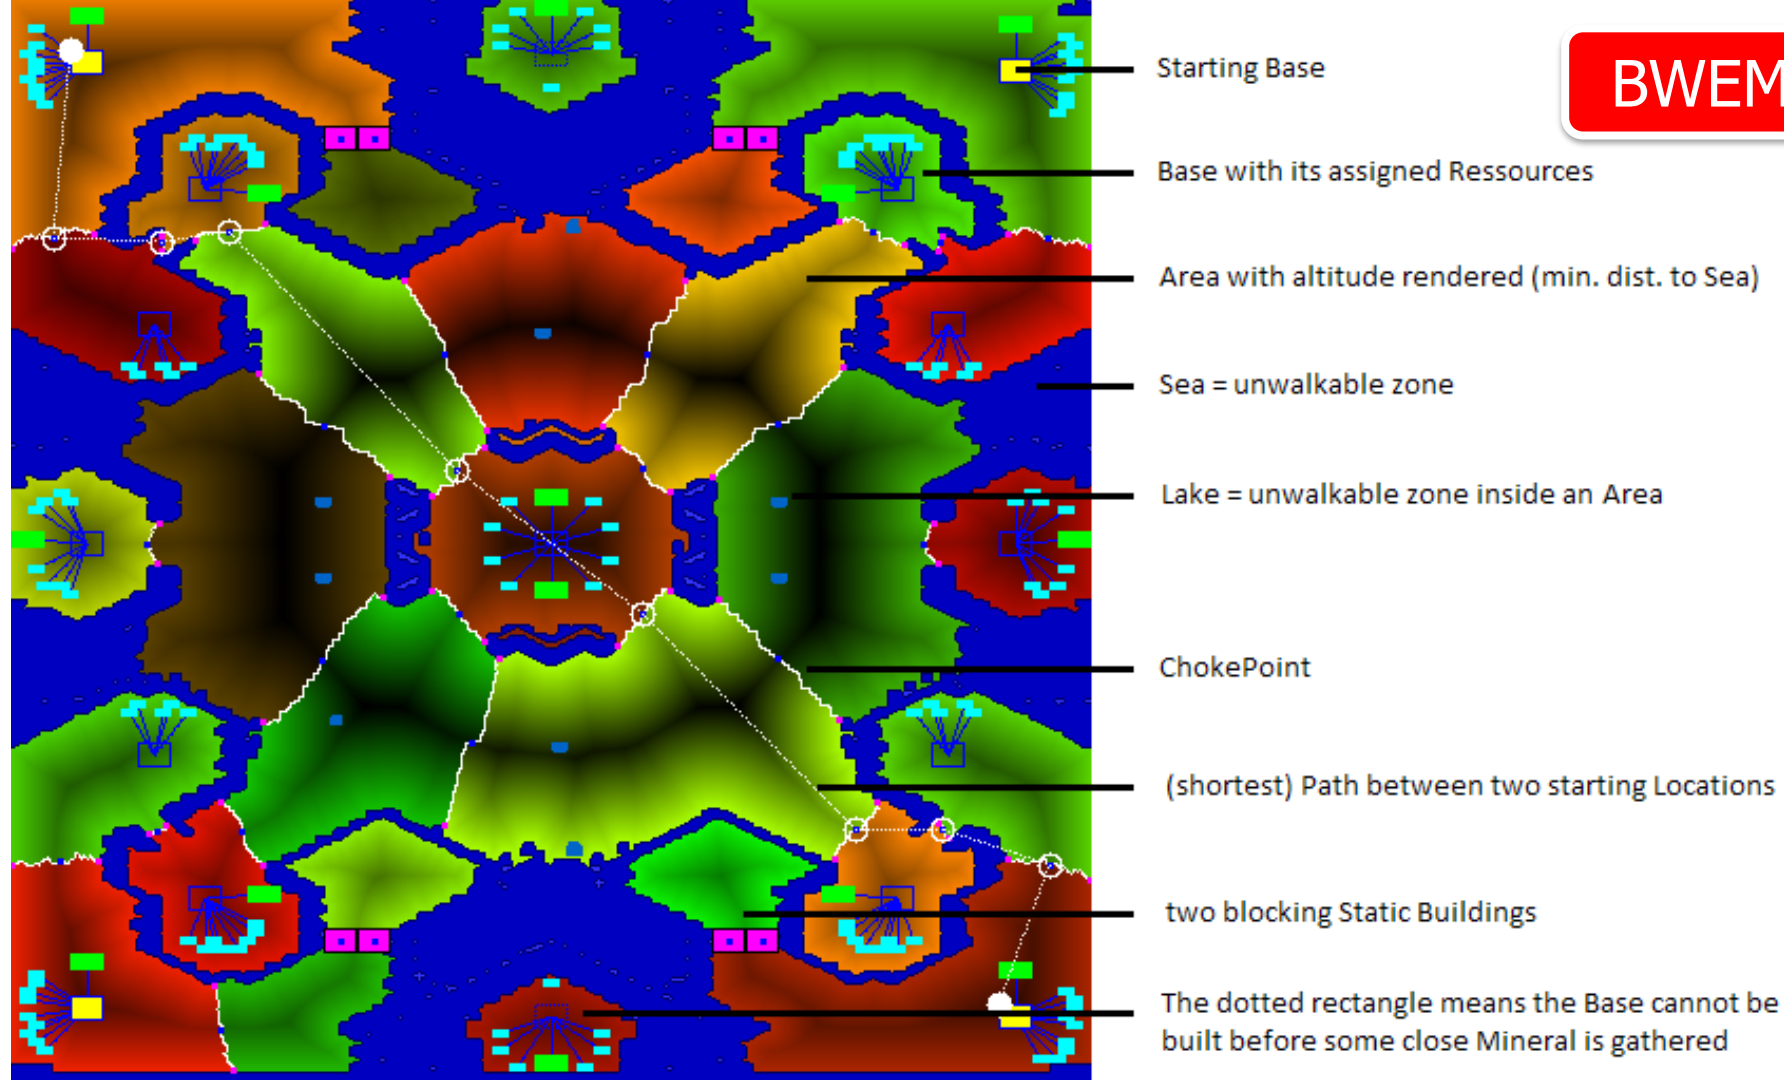 BWEM
Starting Base
Base with its assigned Ressources
Area with altitude rendered (min. dist. to Sea)
Sea = unwalkable zone
Lake = unwalkable zone inside an Area
ChokePoint
(shortest) Path between two starting Locations
two blocking Static Buildings
The dotted rectangle means the Base cannot be
built before some close Mineral is gathered